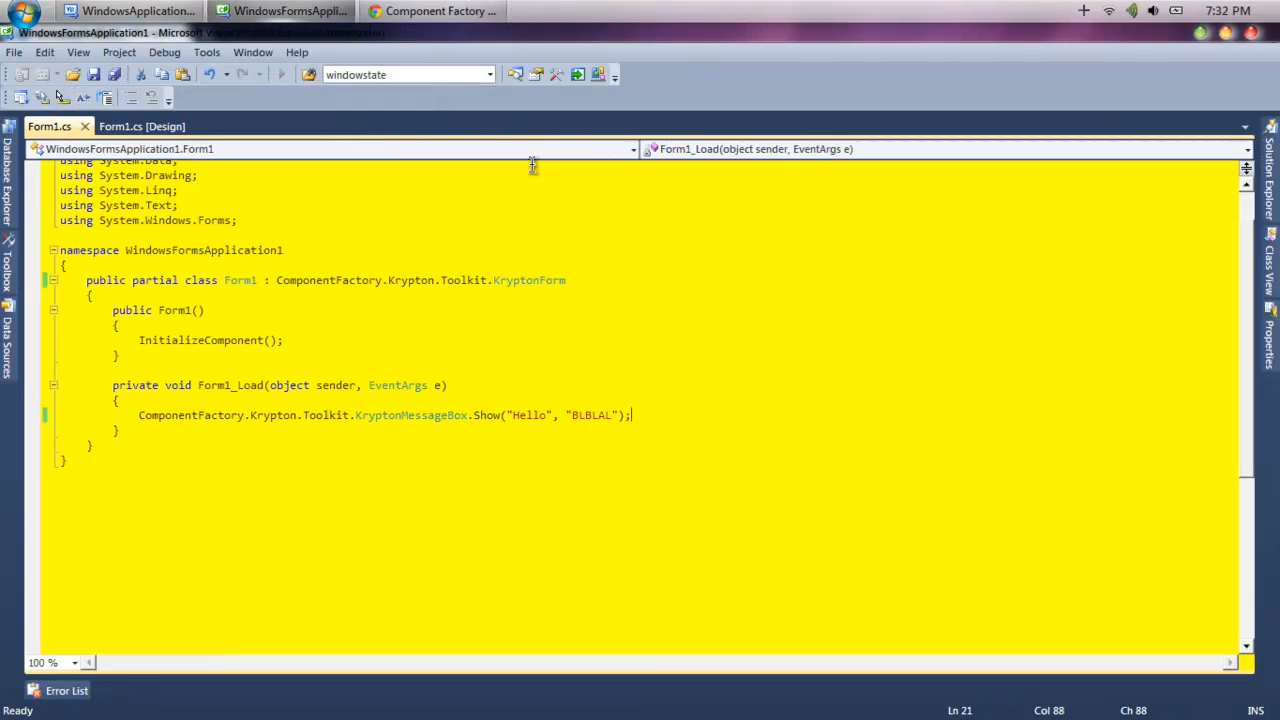 WindowsApplication...
WindowsFormsAppli...
Component Factory ...
7:32 PM
WindowsFormsApplication1 - Microsoft
File Edit View Project Debug Tools Window Help
windowstate
Form1.cs
Form1.cs [Design]
WindowsFormsApplication1.Form1
Form1_Load(object sender, EventArgs e)
using System.Data;
using System.Drawing;
using System.Linq;
using System.Text;
using System.Windows.Forms;
namespace WindowsFormsApplication1
{
public partial class Form1 : ComponentFactory.Krypton.Toolkit.KryptonForm
{
public Form1()
{
InitializeComponent();
}
private void Form1_Load(object sender, EventArgs e)
{
ComponentFactory.Krypton.Toolkit.KryptonMessageBox.Show("Hello", "BLBLAL");
}
}
}
Database Explorer
Toolbox
Data Sources
Solution Explorer
Class View
Properties
100 %
Error List
Ready
Ln 21
Col 88
Ch 88
INS